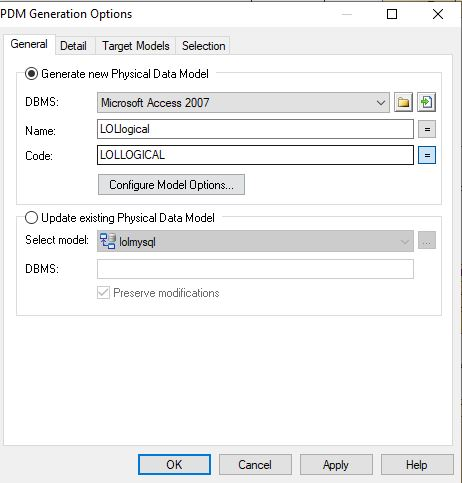 PDM Generation Options
General Detail Target Models Selection
Generate new Physical Data Model
DBMS: Microsoft Access 2007
Name: LOLlogical =
Code: LOLLOGICAL =
Configure Model Options...
Update existing Physical Data Model
Select model: lolmysql ...
DBMS:
Preserve modifications
OK Cancel Apply Help